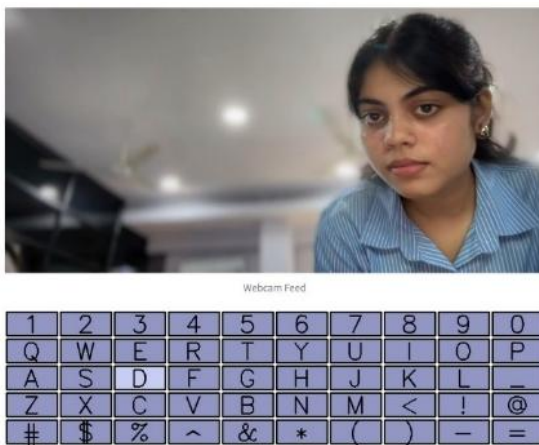 Webcam Feed
1 2 3 4 5 6 7 8 9 0
Q W E R T Y U I O P
A S D F G H J K L _
Z X C V B N M < ! @
# $ % ^ & * ( ) - =